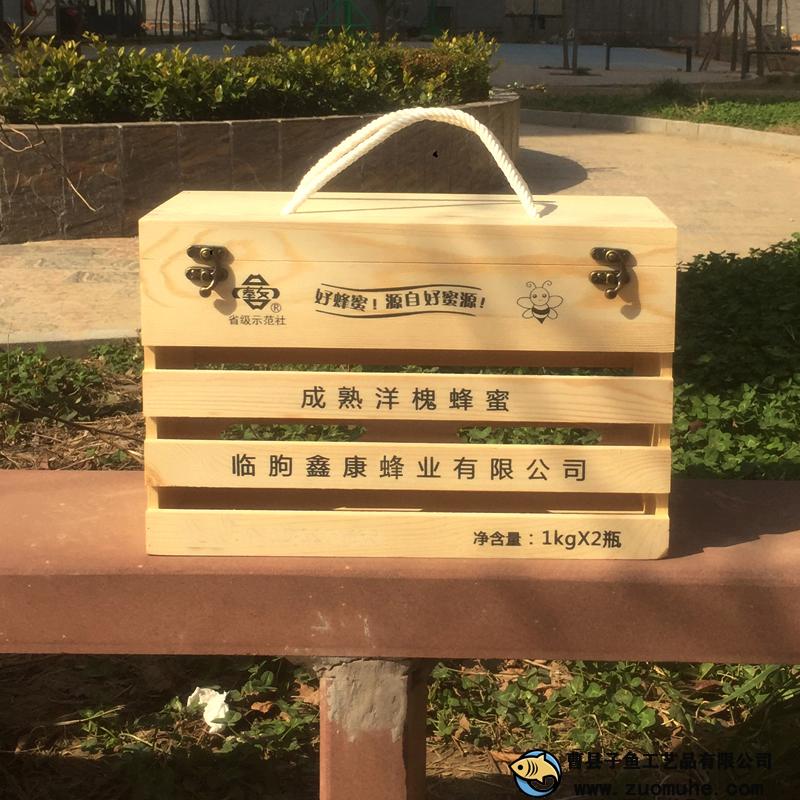 好蜂蜜！源自好蜜源！
®
省级示范社
成熟洋槐蜂蜜
临朐鑫康蜂业有限公司
净含量：1kgX2瓶
曹县子鱼工艺品有限公司
www.zuomuhe.com